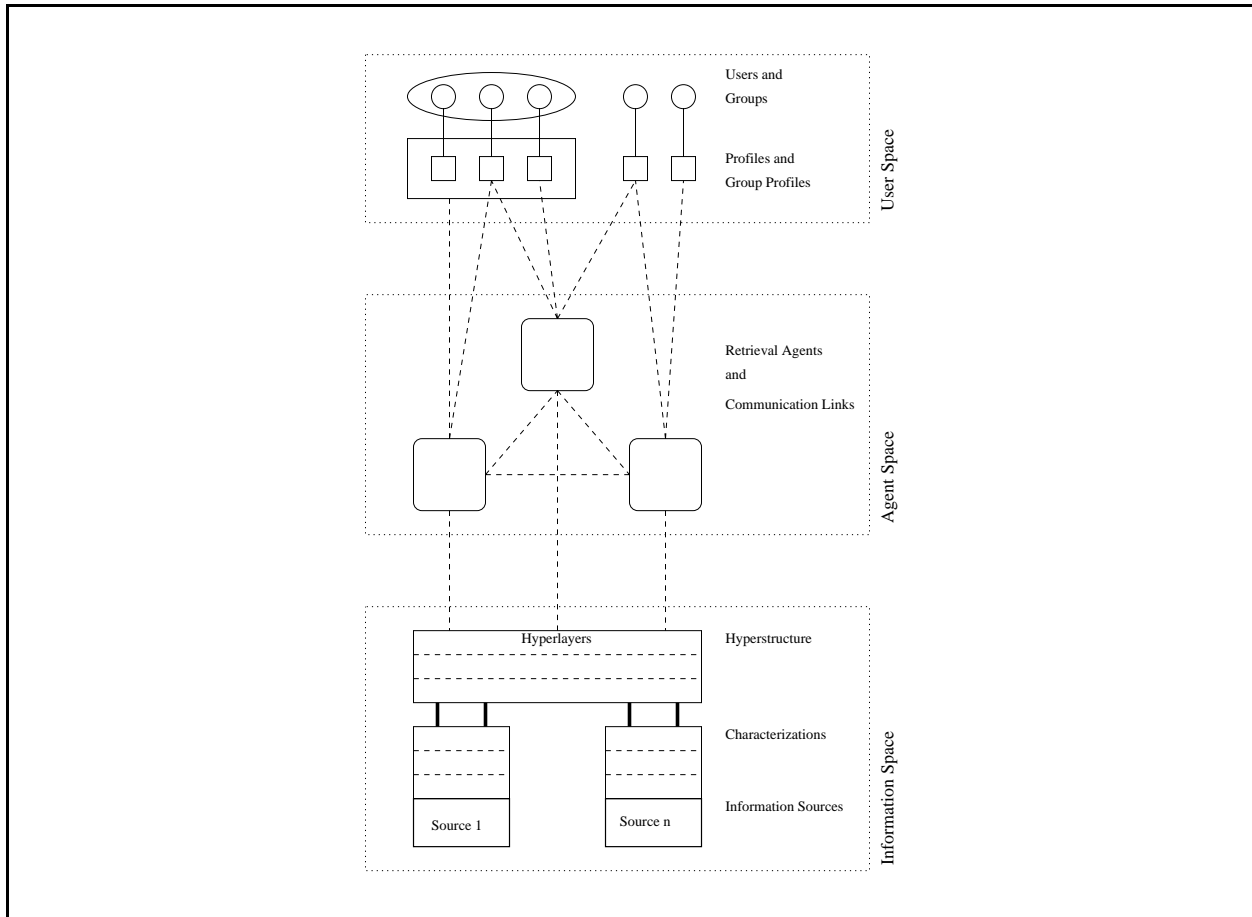 Users and
Groups
Profiles and
Group Profiles
User Space
Retrieval Agents
and
Communication Links
Agent Space
Hyperlayers
Hyperstructure
Characterizations
Information Sources
Source 1
Source n
Information Space